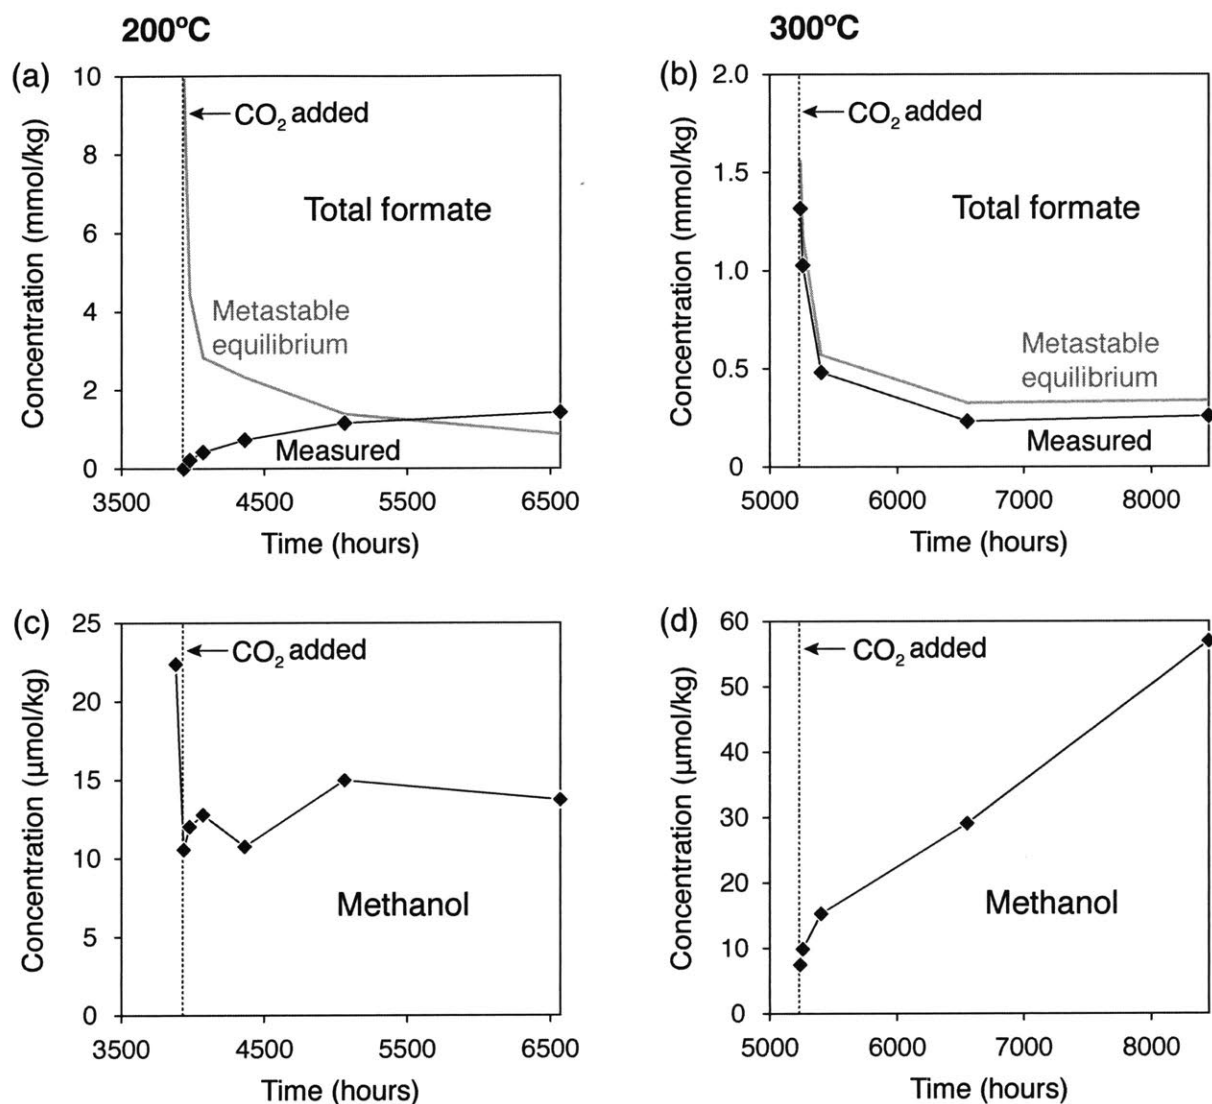 200ºC
(a)
10
8
6
4
2
0
Concentration (mmol/kg)
CO₂ added
Total formate
Metastable
equilibrium
Measured
3500
4500
5500
6500
Time (hours)
300ºC
(b)
2.0
1.5
1.0
0.5
0
Concentration (mmol/kg)
CO₂ added
Total formate
Metastable
equilibrium
Measured
5000
6000
7000
8000
Time (hours)
(c)
25
20
15
10
5
0
Concentration (µmol/kg)
CO₂ added
Methanol
3500
4500
5500
6500
Time (hours)
(d)
60
50
40
30
20
10
0
Concentration (µmol/kg)
CO₂ added
Methanol
5000
6000
7000
8000
Time (hours)